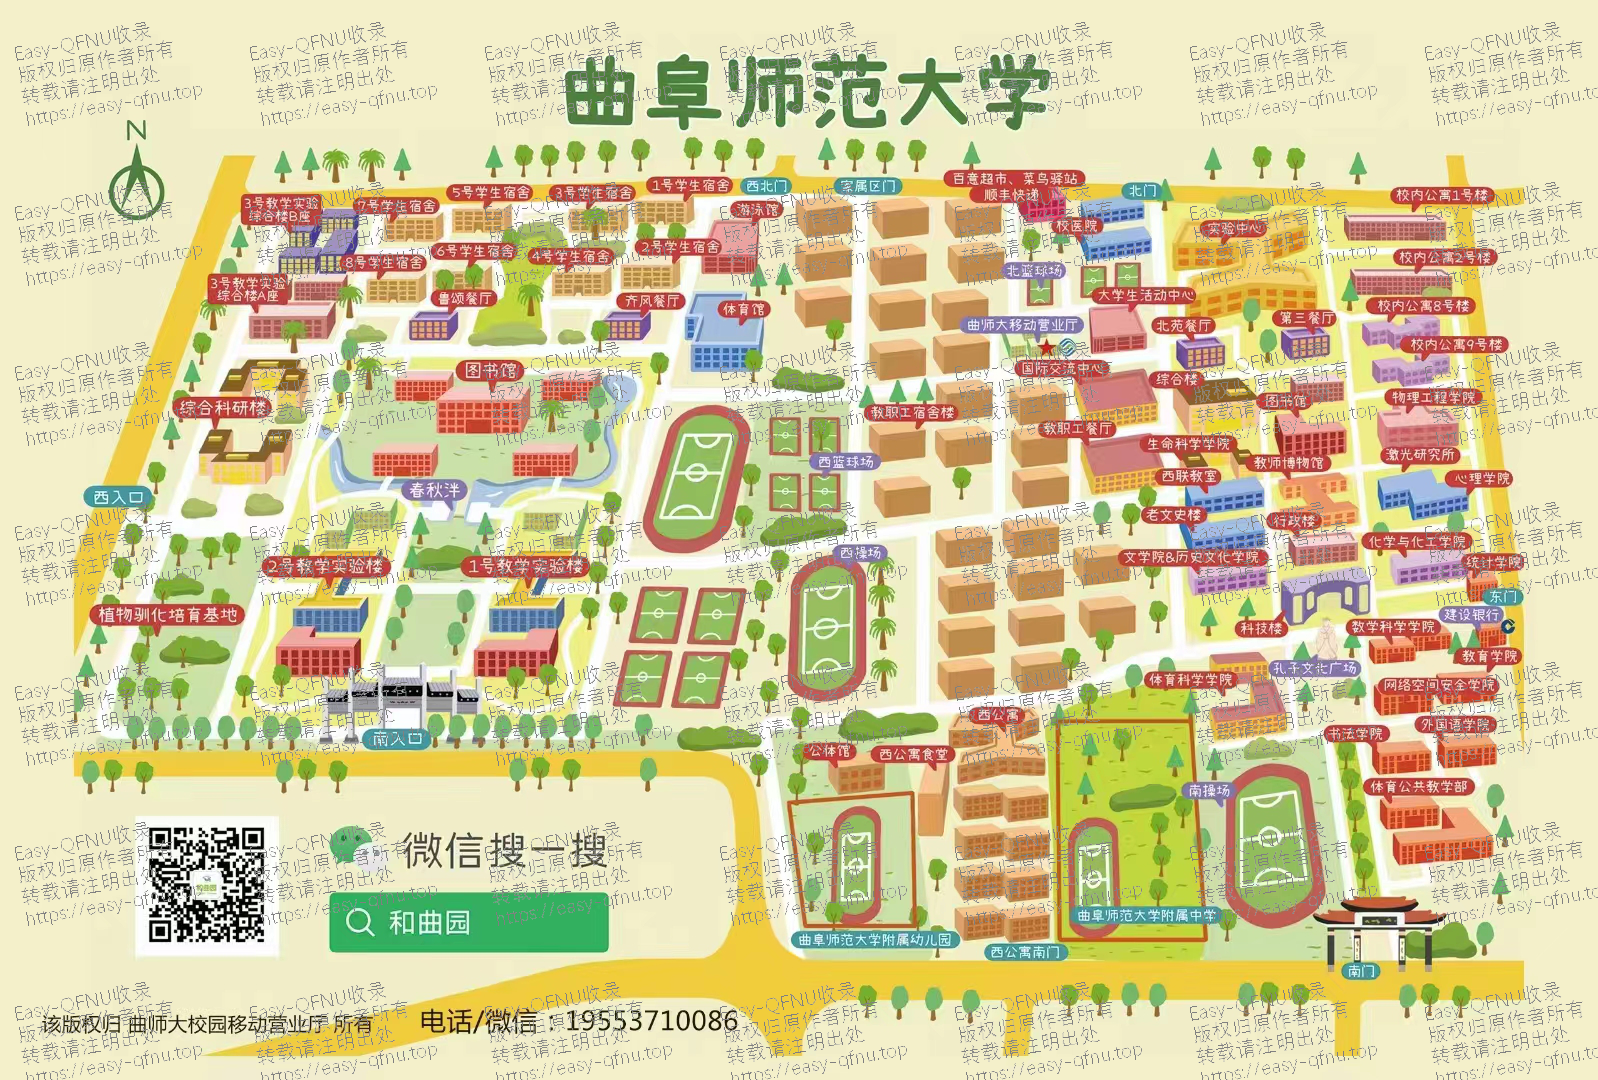 曲阜师范大学
N
3号教学实验
综合楼B座
7号学生宿舍
5号学生宿舍
3号学生宿舍
1号学生宿舍
西北门
家属区门
百意超市、菜鸟驿站
顺丰快递
北门
校内公寓1号楼
游泳馆
校医院
实验中心
8号学生宿舍
6号学生宿舍
4号学生宿舍
2号学生宿舍
北篮球场
校内公寓2号楼
3号教学实验
综合楼A座
鲁颂餐厅
齐风餐厅
体育馆
大学生活动中心
校内公寓8号楼
曲师大移动营业厅
北苑餐厅
第三餐厅
校内公寓9号楼
图书馆
国际交流中心
综合楼
图书馆
物理工程学院
综合科研楼
教职工宿舍楼
教职工餐厅
生命科学学院
教师博物馆
激光研究所
西篮球场
西联教室
心理学院
西入口
春秋泮
老文史楼
行政楼
化学与化工学院
2号教学实验楼
1号教学实验楼
西操场
文学院&历史文化学院
统计学院
东门
植物驯化培育基地
科技楼
数学科学学院
建设银行
教育学院
孔子文化广场
体育科学学院
网络空间安全学院
南入口
西公寓
公体馆
西公寓食堂
书法学院
外国语学院
南操场
体育公共教学部
微信搜一搜
和曲园
曲阜师范大学附属幼儿园
西公寓南门
曲阜师范大学附属中学
南门
该版权归 曲师大校园移动营业厅 所有
电话/微信：19553710086
Easy-QFNU收录
版权归原作者所有
转载请注明出处
https://easy-qfnu.top